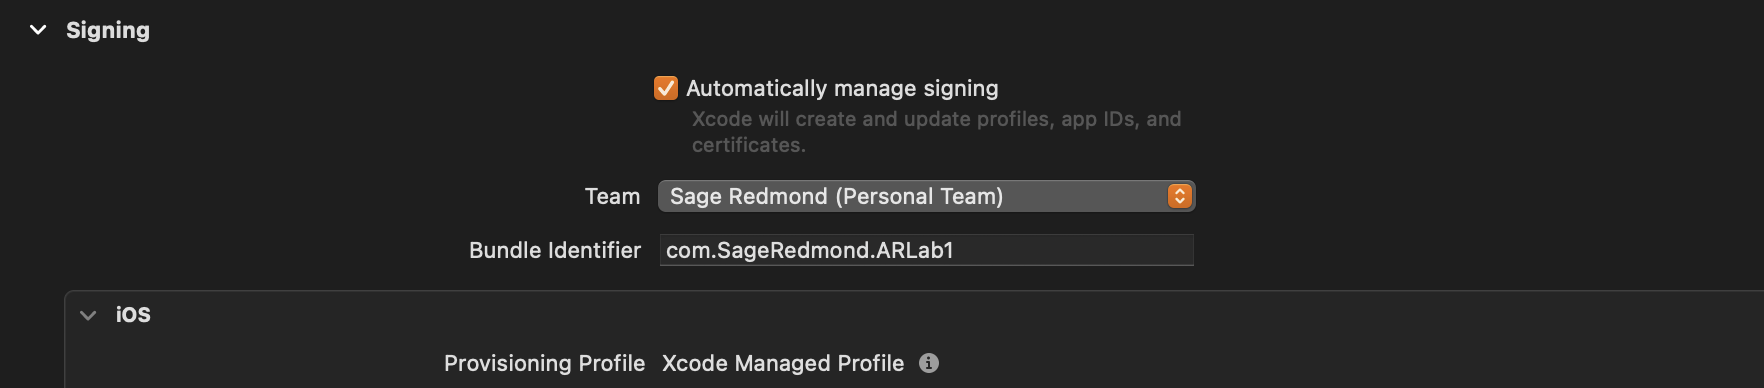 Signing
Automatically manage signing
Xcode will create and update profiles, app IDs, and
certificates.
Team Sage Redmond (Personal Team)
Bundle Identifier com.SageRedmond.ARLab1
iOS
Provisioning Profile Xcode Managed Profile